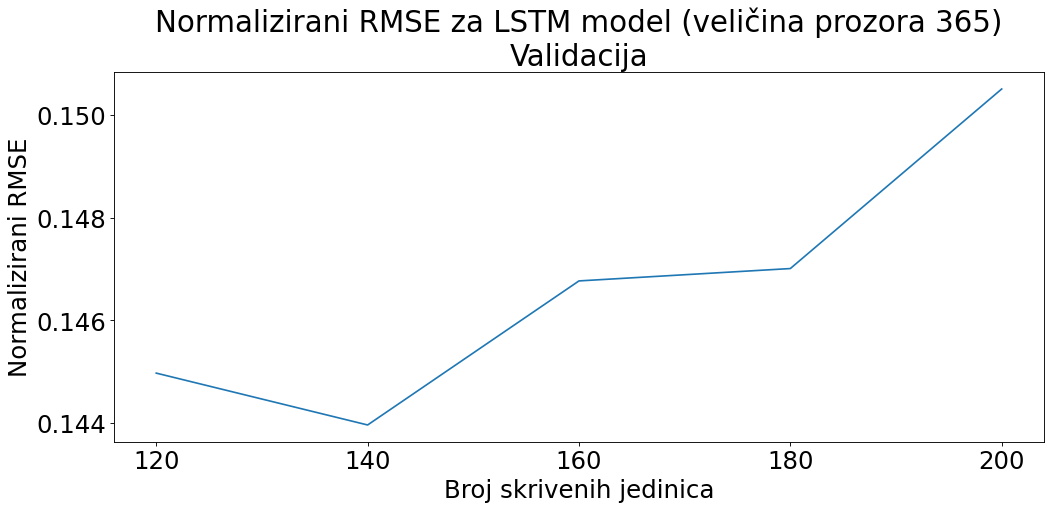 Normalizirani RMSE za LSTM model (veličina prozora 365)
Validacija
Normalizirani RMSE
0.150
0.148
0.146
0.144
120 140 160 180 200
Broj skrivenih jedinica